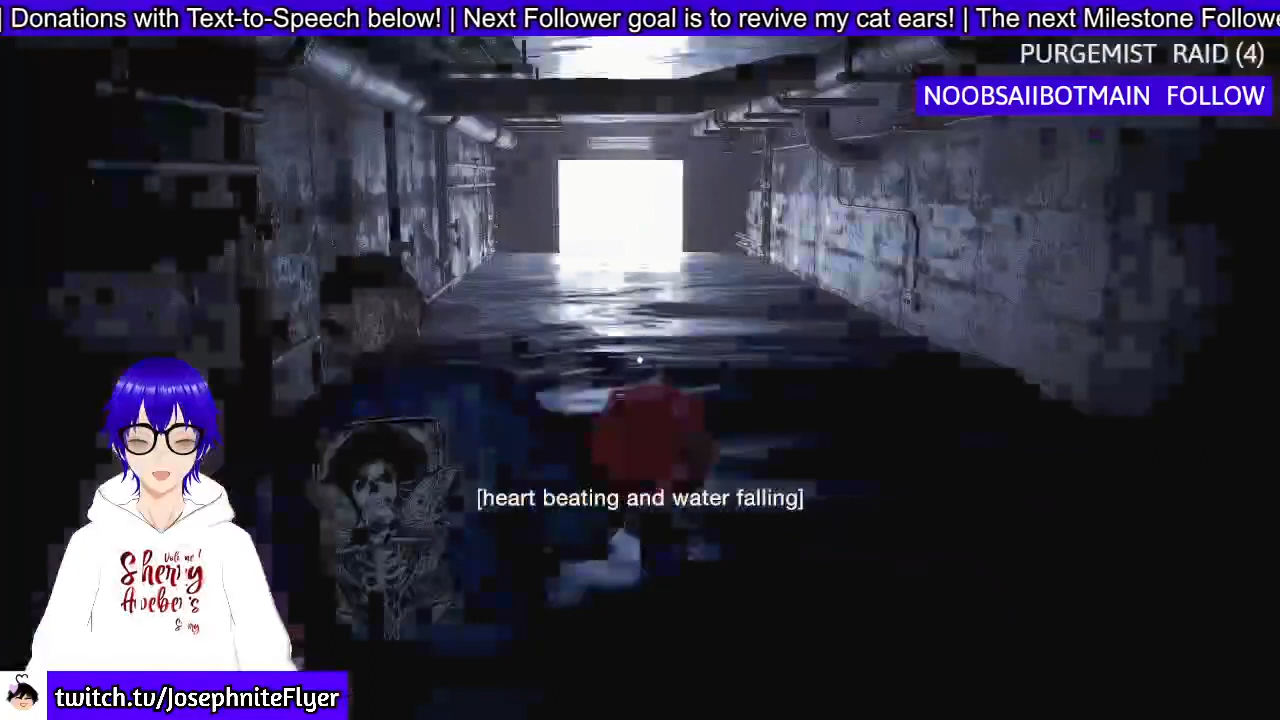 | Donations with Text-to-Speech below! | Next Follower goal is to revive my cat ears! | The next Milestone Followe
PURGEMIST RAID (4)
NOOBSAIIBOTMAIN FOLLOW
[heart beating and water falling]
Sherry
twitch.tv/JosephniteFlyer